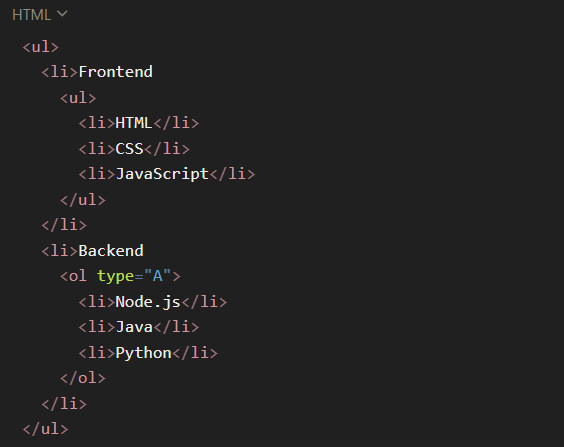 HTML
<ul>
  <li>Frontend
    <ul>
      <li>HTML</li>
      <li>CSS</li>
      <li>JavaScript</li>
    </ul>
  </li>
  <li>Backend
    <ol type="A">
      <li>Node.js</li>
      <li>Java</li>
      <li>Python</li>
    </ol>
  </li>
</ul>